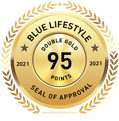 BLUE LIFESTYLE
DOUBLE GOLD
2021
95
2021
POINTS
SEAL OF APPROVAL